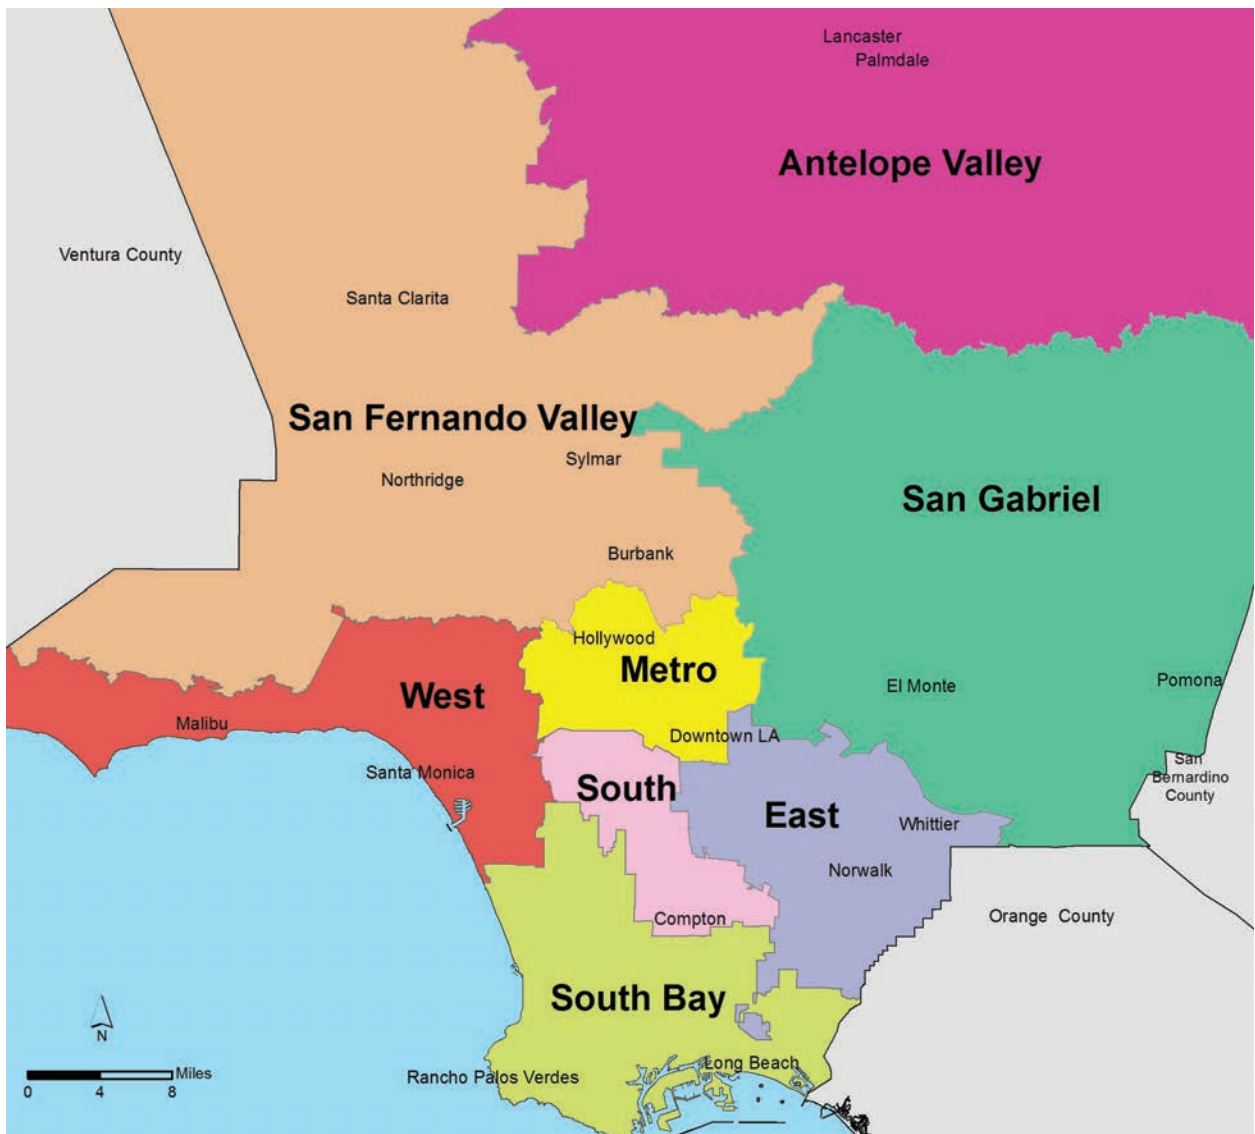 Lancaster
Palmdale
Antelope Valley
Ventura County
Santa Clarita
San Fernando Valley
Sylmar
Northridge
San Gabriel
Burbank
Hollywood
Metro
El Monte
Pomona
West
Malibu
Downtown LA
Santa Monica
San
Bernardino
County
South
East
Whittier
Norwalk
Compton
Orange County
South Bay
N
Long Beach
Miles
Rancho Palos Verdes
0 4 8